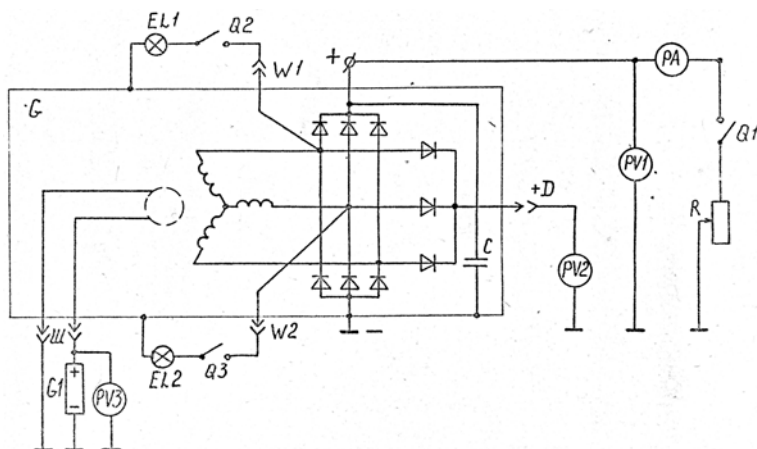 EL1
Q2
W1
+
PA
G
Q1
PV1
+D
R
C
PV2
Ш
W2
−
EL2
Q3
G1
+
−
PV3